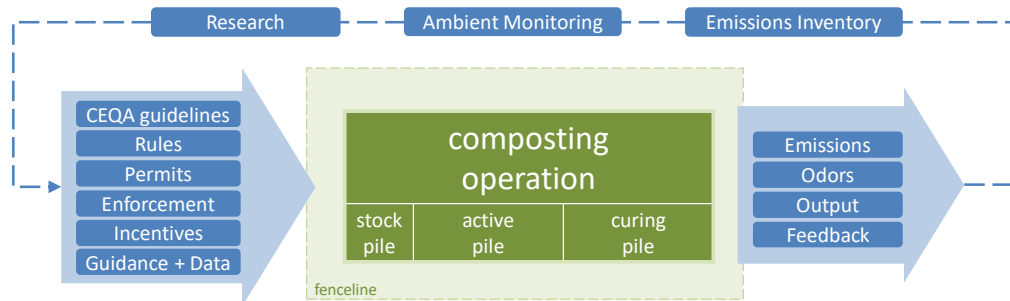 Research
Ambient Monitoring
Emissions Inventory
CEQA guidelines
Rules
Permits
Enforcement
Incentives
Guidance + Data
composting
operation
stock
pile
active
pile
curing
pile
fenceline
Emissions
Odors
Output
Feedback